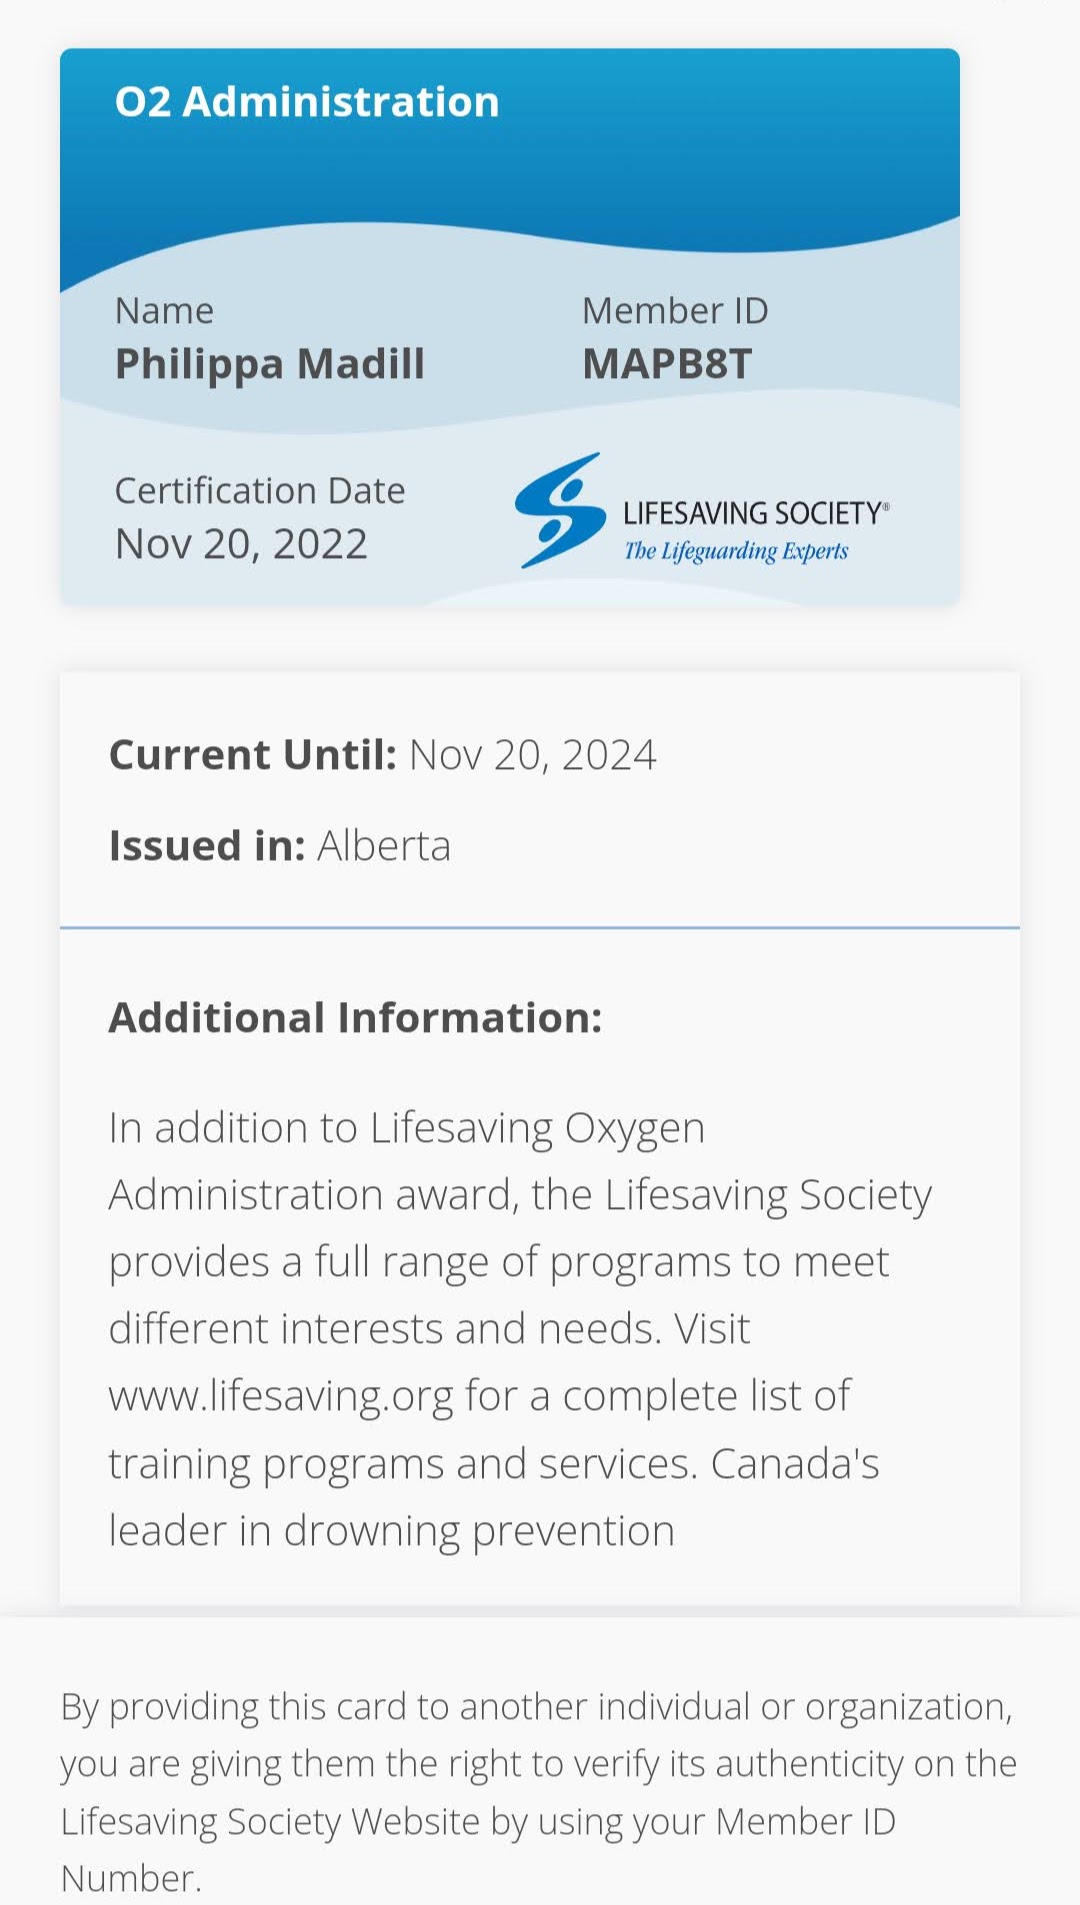 O2 Administration
Name
Member ID
Philippa Madill
MAPB8T
Certification Date
Nov 20, 2022
LIFESAVING SOCIETY®
The Lifeguarding Experts
Current Until: Nov 20, 2024
Issued in: Alberta
Additional Information:
In addition to Lifesaving Oxygen
Administration award, the Lifesaving Society
provides a full range of programs to meet
different interests and needs. Visit
www.lifesaving.org for a complete list of
training programs and services. Canada's
leader in drowning prevention
By providing this card to another individual or organization,
you are giving them the right to verify its authenticity on the
Lifesaving Society Website by using your Member ID
Number.